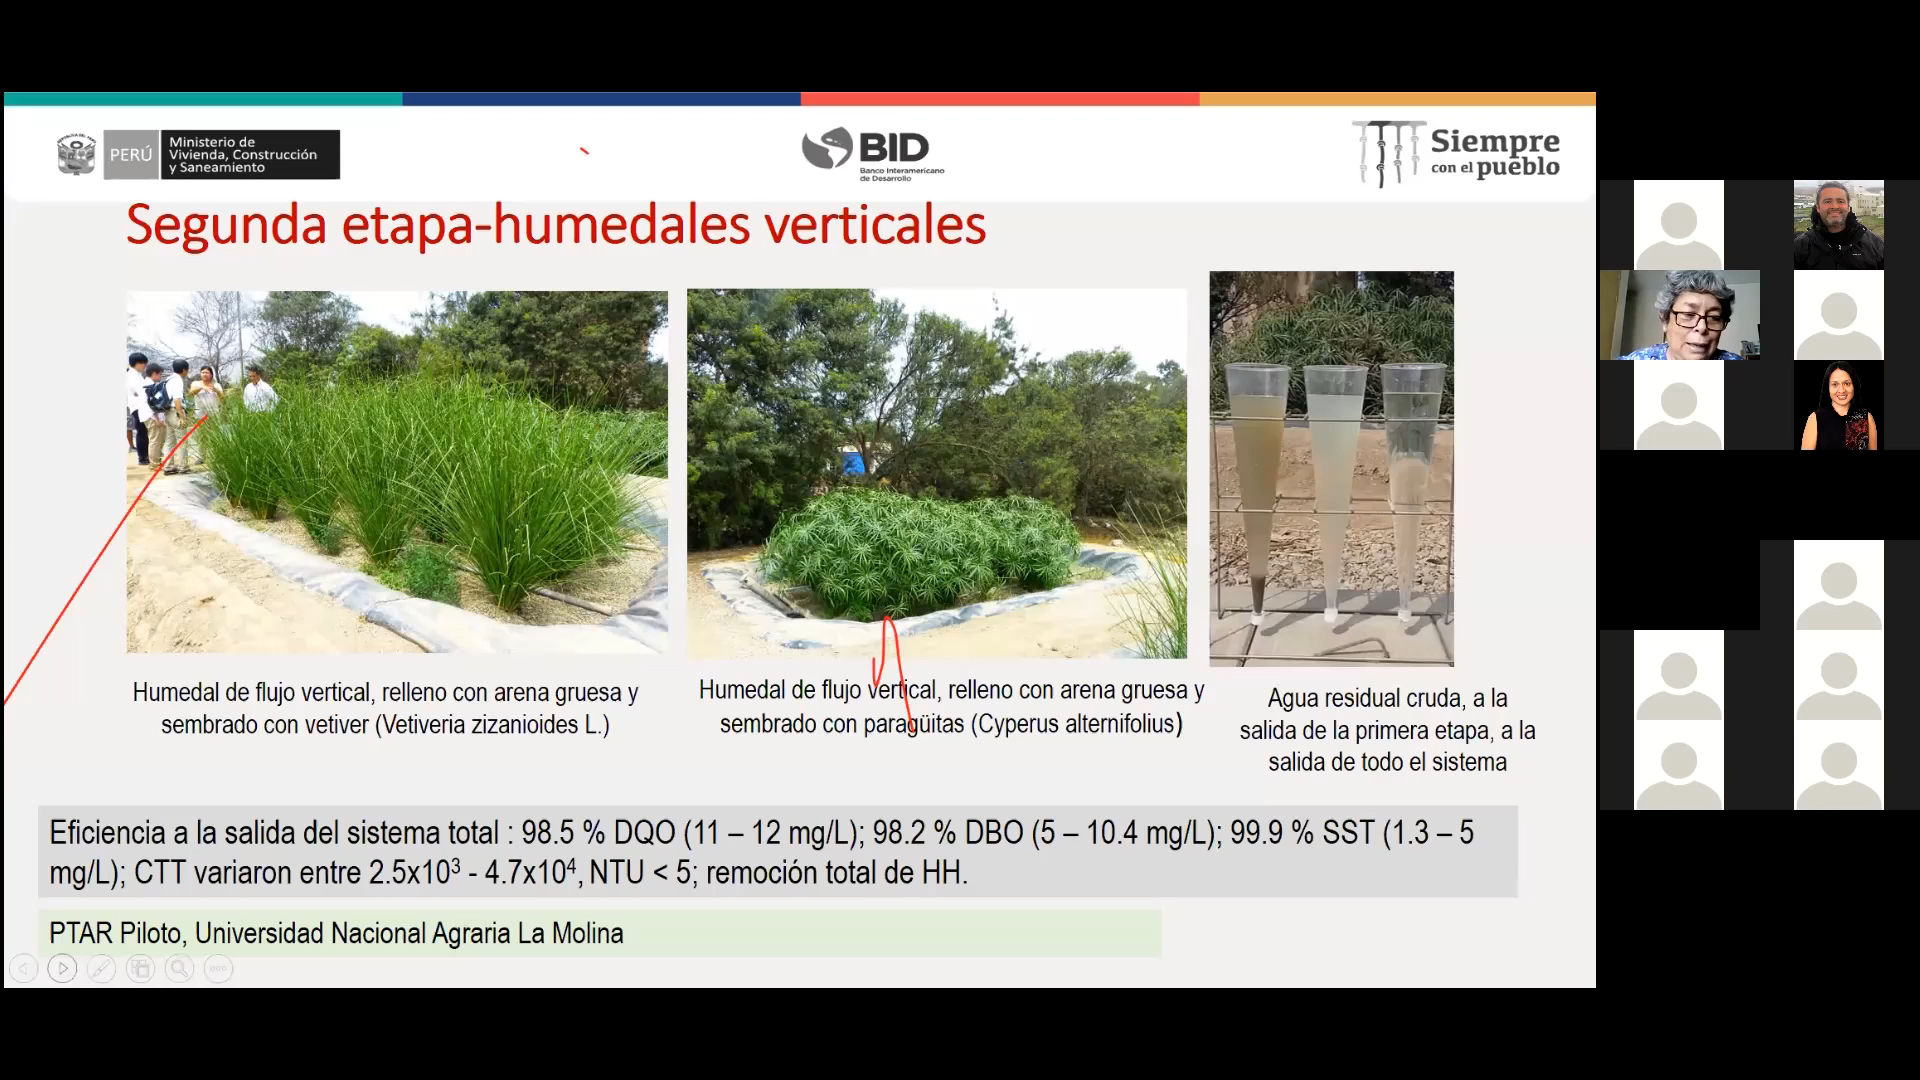 PERÚ
Ministerio de
Vivienda, Construcción
y Saneamiento
BID
Banco Interamericano
de Desarrollo
Siempre
con el pueblo
Segunda etapa-humedales verticales
Humedal de flujo vertical, relleno con arena gruesa y
sembrado con vetiver (Vetiveria zizanioides L.)
Humedal de flujo vertical, relleno con arena gruesa y
sembrado con paragüitas (Cyperus alternifolius)
Agua residual cruda, a la
salida de la primera etapa, a la
salida de todo el sistema
Eficiencia a la salida del sistema total : 98.5 % DQO (11 – 12 mg/L); 98.2 % DBO (5 – 10.4 mg/L); 99.9 % SST (1.3 – 5
mg/L); CTT variaron entre 2.5x10³ - 4.7x10⁴, NTU < 5; remoción total de HH.
PTAR Piloto, Universidad Nacional Agraria La Molina